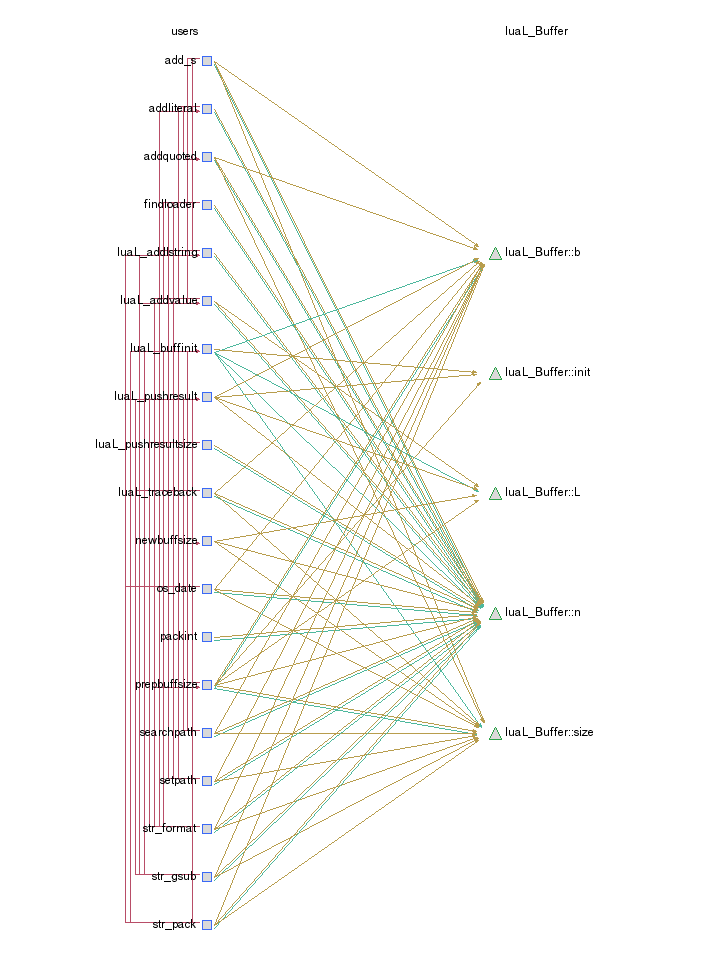 users
luaL_Buffer
add_s
addliteral
addquoted
findloader
luaL_addlstring
luaL_Buffer::b
luaL_addvalue
luaL_buffinit
luaL_Buffer::init
luaL_pushresult
luaL_pushresultsize
luaL_traceback
luaL_Buffer::L
newbuffsize
os_date
luaL_Buffer::n
packint
prepbuffsize
searchpath
luaL_Buffer::size
setpath
str_format
str_gsub
str_pack